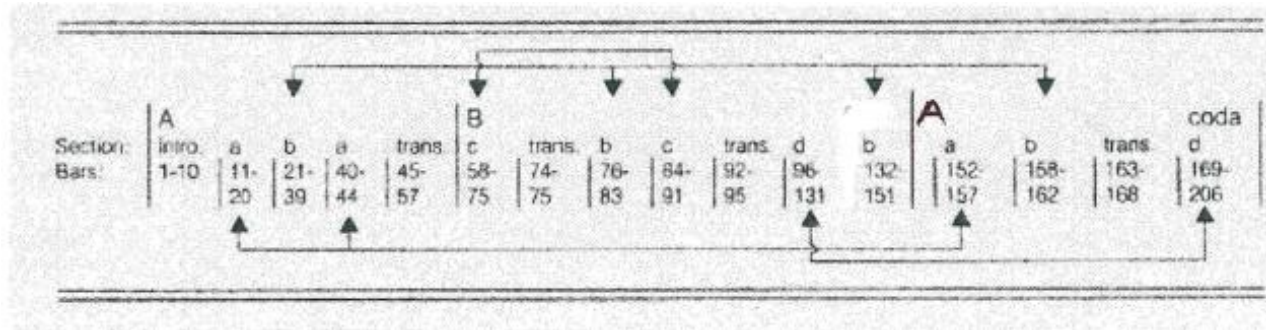 A B A coda
Section: intro. a b a trans. c trans. b c trans. d b a b trans. d
Bars: 1-10 11- 21- 40- 45- 58- 74- 76- 84- 92- 96- 132- 152- 158- 163- 169-
20 39 44 57 75 75 83 91 95 131 151 157 162 168 206